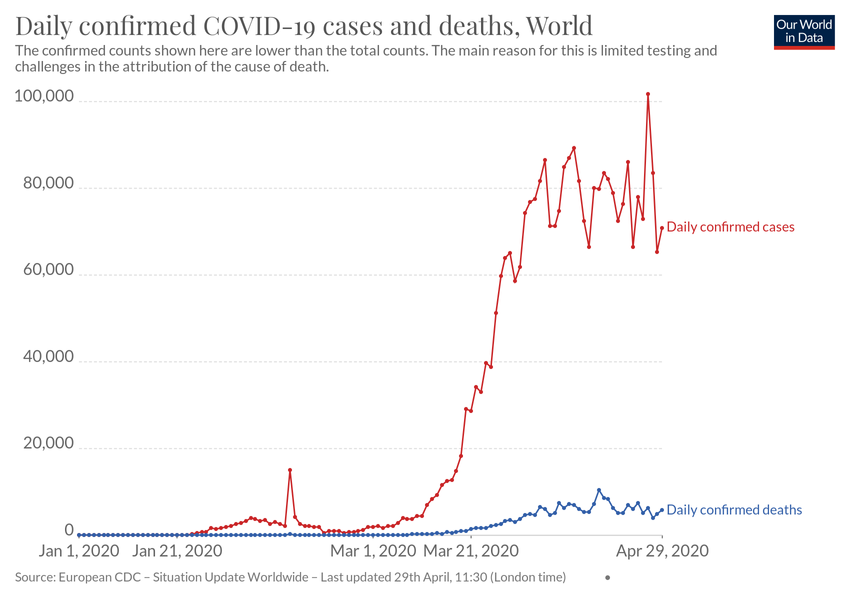 Daily confirmed COVID-19 cases and deaths, World
Our World
in Data
The confirmed counts shown here are lower than the total counts. The main reason for this is limited testing and
challenges in the attribution of the cause of death.
100,000
80,000
60,000
40,000
20,000
0
Daily confirmed cases
Daily confirmed deaths
Jan 1, 2020
Jan 21, 2020
Mar 1, 2020
Mar 21, 2020
Apr 29, 2020
Source: European CDC – Situation Update Worldwide – Last updated 29th April, 11:30 (London time)